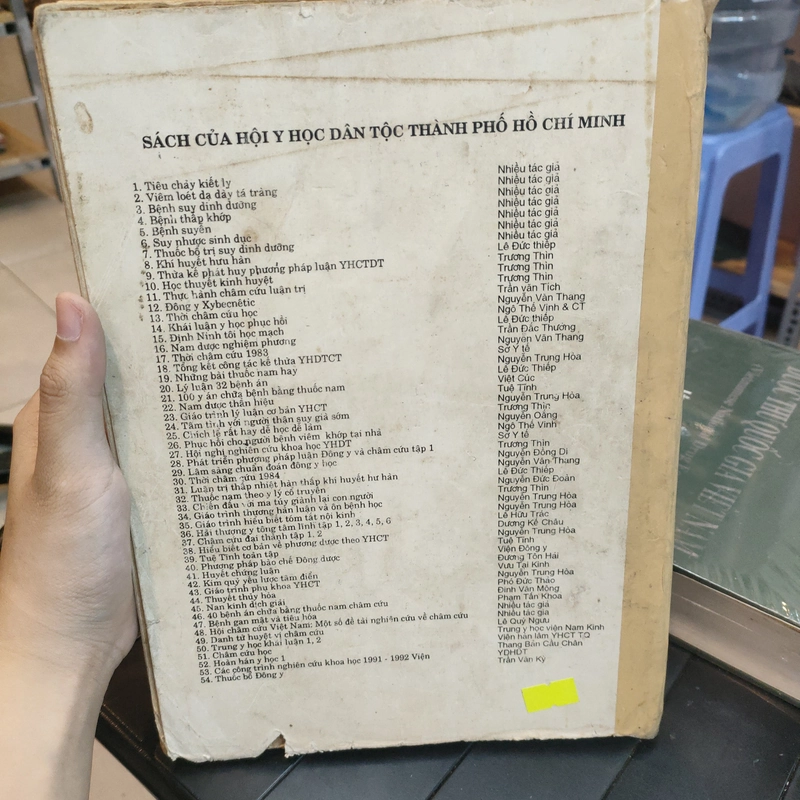 SÁCH CỦA HỘI Y HỌC DÂN TỘC THÀNH PHỐ HỒ CHÍ MINH
1. Tiêu chảy kiết lỵ
2. Viêm loét dạ dày tá tràng
3. Bệnh suy dinh dưỡng
4. Bệnh thấp khớp
5. Bệnh suyễn
6. Suy nhược sinh dục
7. Thuốc bổ trị suy dinh dưỡng
8. Khí huyết hưu hàn
9. Thừa kế phát huy phương pháp luận YHCTDT
10. Học thuyết kinh huyệt
11. Thực hành châm cứu luận trị
12. Đông y Xybecnêtic
13. Thời châm cứu học
14. Khái luận y học phục hồi
15. Định Ninh tôi học mạch
16. Nam dược nghiệm phương
17. Thời châm cứu 1983
18. Tổng kết công tác kế thừa YHDTCT
19. Những bài thuốc nam hay
20. Lý luận 32 bệnh án
21. 100 y án chữa bệnh bằng thuốc nam
22. Nam dược thần hiệu
23. Giáo trình lý luận cơ bản YHCT
24. Tâm tình với người thận suy giả sớm
25. Chích lể rất hay dễ học dễ làm
26. Phục hồi cho người bệnh viêm khớp tại nhà
27. Hội nghị nghiên cứu khoa học YHDT
28. Phát triển phương pháp luận Đông y và châm cứu tập 1
29. Lâm sàng chuẩn đoán đông y học
30. Thời châm cứu 1984
31. Luận trị thấp nhiệt hàn thấp khí huyết hư hàn
32. Thuốc nam theo y lý cổ truyền
33. Chiến đấu với ma túy giành lại con người
34. Giáo trình thương hàn luận và ôn bệnh học
35. Giáo trình hiểu biết tóm tắt nội kinh
36. Hải thượng y tông tâm lĩnh tập 1, 2, 3, 4, 5, 6
37. Châm cứu đại thành tập 1, 2
38. Hiểu biết cơ bản về phương dược theo YHCT
39. Tuệ Tĩnh toàn tập
40. Phương pháp bào chế Đông dược
41. Huyết chứng luận
42. Kim quỹ yếu lược tâm điển
43. Giáo trình phụ khoa YHCT
44. Thuyết thủy hỏa
45. Nan kinh dịch giải
46. 40 bệnh án chữa bằng thuốc nam châm cứu
47. Bệnh gan mật và tiêu hóa
48. Hội châm cứu Việt Nam: Một số đề tài nghiên cứu về châm cứu
49. Danh từ huyệt vị châm cứu
50. Trung y học khái luận 1, 2
51. Châm cứu học
52. Hoàn hán y học 1
53. Các công trình nghiên cứu khoa học 1991 - 1992 Viện
54. Thuốc bổ Đông y
Nhiều tác giả
Nhiều tác giả
Nhiều tác giả
Nhiều tác giả
Nhiều tác giả
Nhiều tác giả
Nhiều tác giả
Lê Đức thiếp
Trương Thìn
Trương Thìn
Trương Thìn
Trần văn Tích
Nguyễn Văn Thang
Ngô Thế Vinh & CT
Lê Đức thiếp
Trần Đắc Thưởng
Nguyễn Văn Thang
Sở Y tế
Nguyễn Trung Hòa
Lê Đức Thiếp
Việt Cúc
Tuệ Tĩnh
Nguyễn Trung Hòa
Trương Thìn
Nguyễn Oắng
Ngô Thế Vinh
Sở Y tế
Trương Thìn
Nguyễn Đồng Di
Nguyễn Văn Thang
Lê Đức Thiếp
Nguyễn Đức Đoàn
Trương Thìn
Nguyễn Trung Hòa
Nguyễn Trung Hòa
Lê Hữu Trác
Dương Kế Châu
Nguyễn Trung Hòa
Tuệ Tĩnh
Viện Đông y
Đương Tôn Hải
Vưu Tại Kinh
Nguyễn Trung Hòa
Phó Đức Thảo
Đinh Văn Mông
Phạm Tấn Khoa
Nhiều tác giả
Nhiều tác giả
Lê Quý Ngưu
Trung y học viện Nam Kinh
Viện hàn lâm YHCT TQ
Thang Bản Cầu Chân
YDHDT
Trần Văn Kỳ
DƯỢC THƯ QUỐC GIA VIỆT NAM